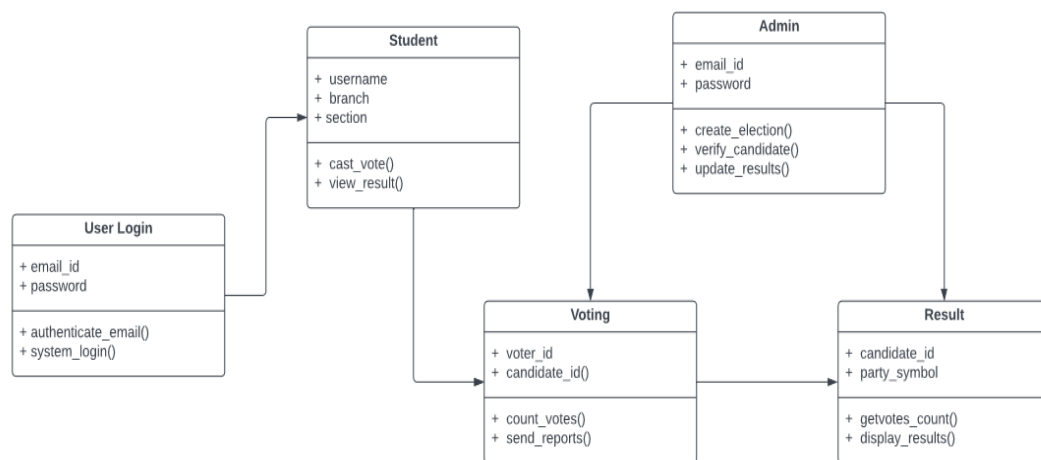 Student
+ username
+ branch
+ section
+ cast_vote()
+ view_result()
Admin
+ email_id
+ password
+ create_election()
+ verify_candidate()
+ update_results()
User Login
+ email_id
+ password
+ authenticate_email()
+ system_login()
Voting
+ voter_id
+ candidate_id()
+ count_votes()
+ send_reports()
Result
+ candidate_id
+ party_symbol
+ getvotes_count()
+ display_results()